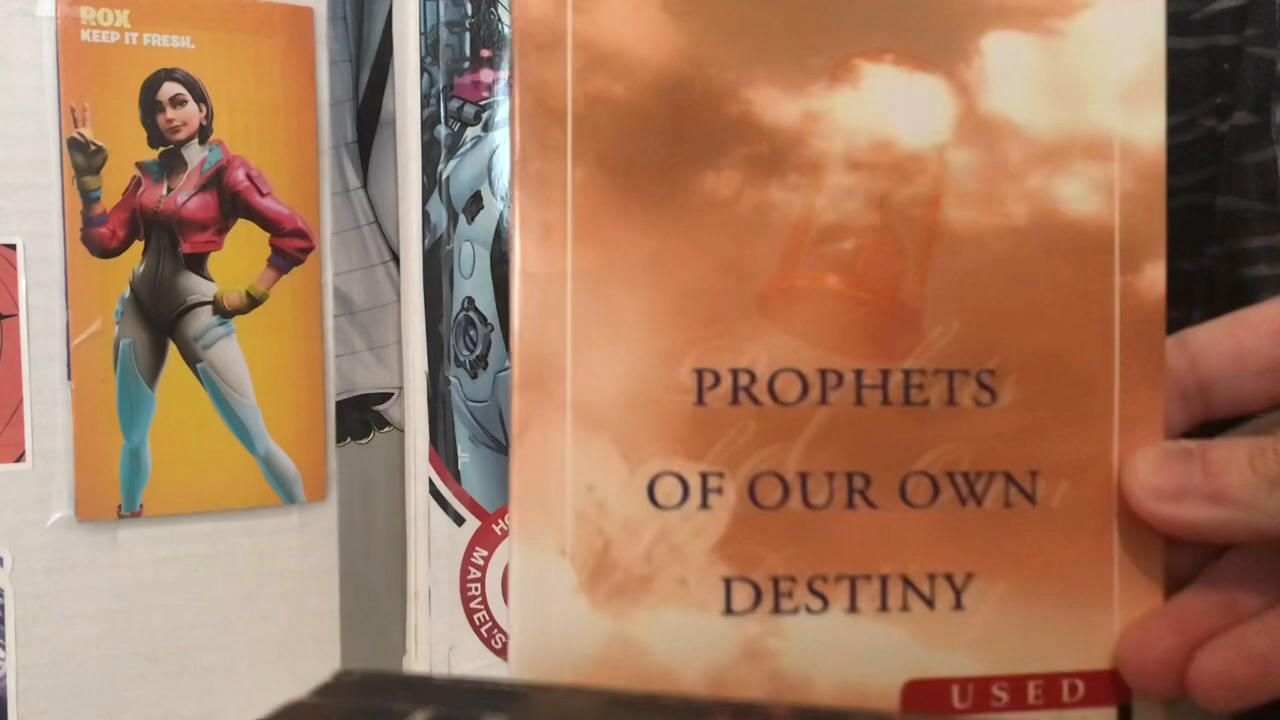 ROX
KEEP IT FRESH.
MARVEL'S
PROPHETS
OF OUR OWN
DESTINY
USED